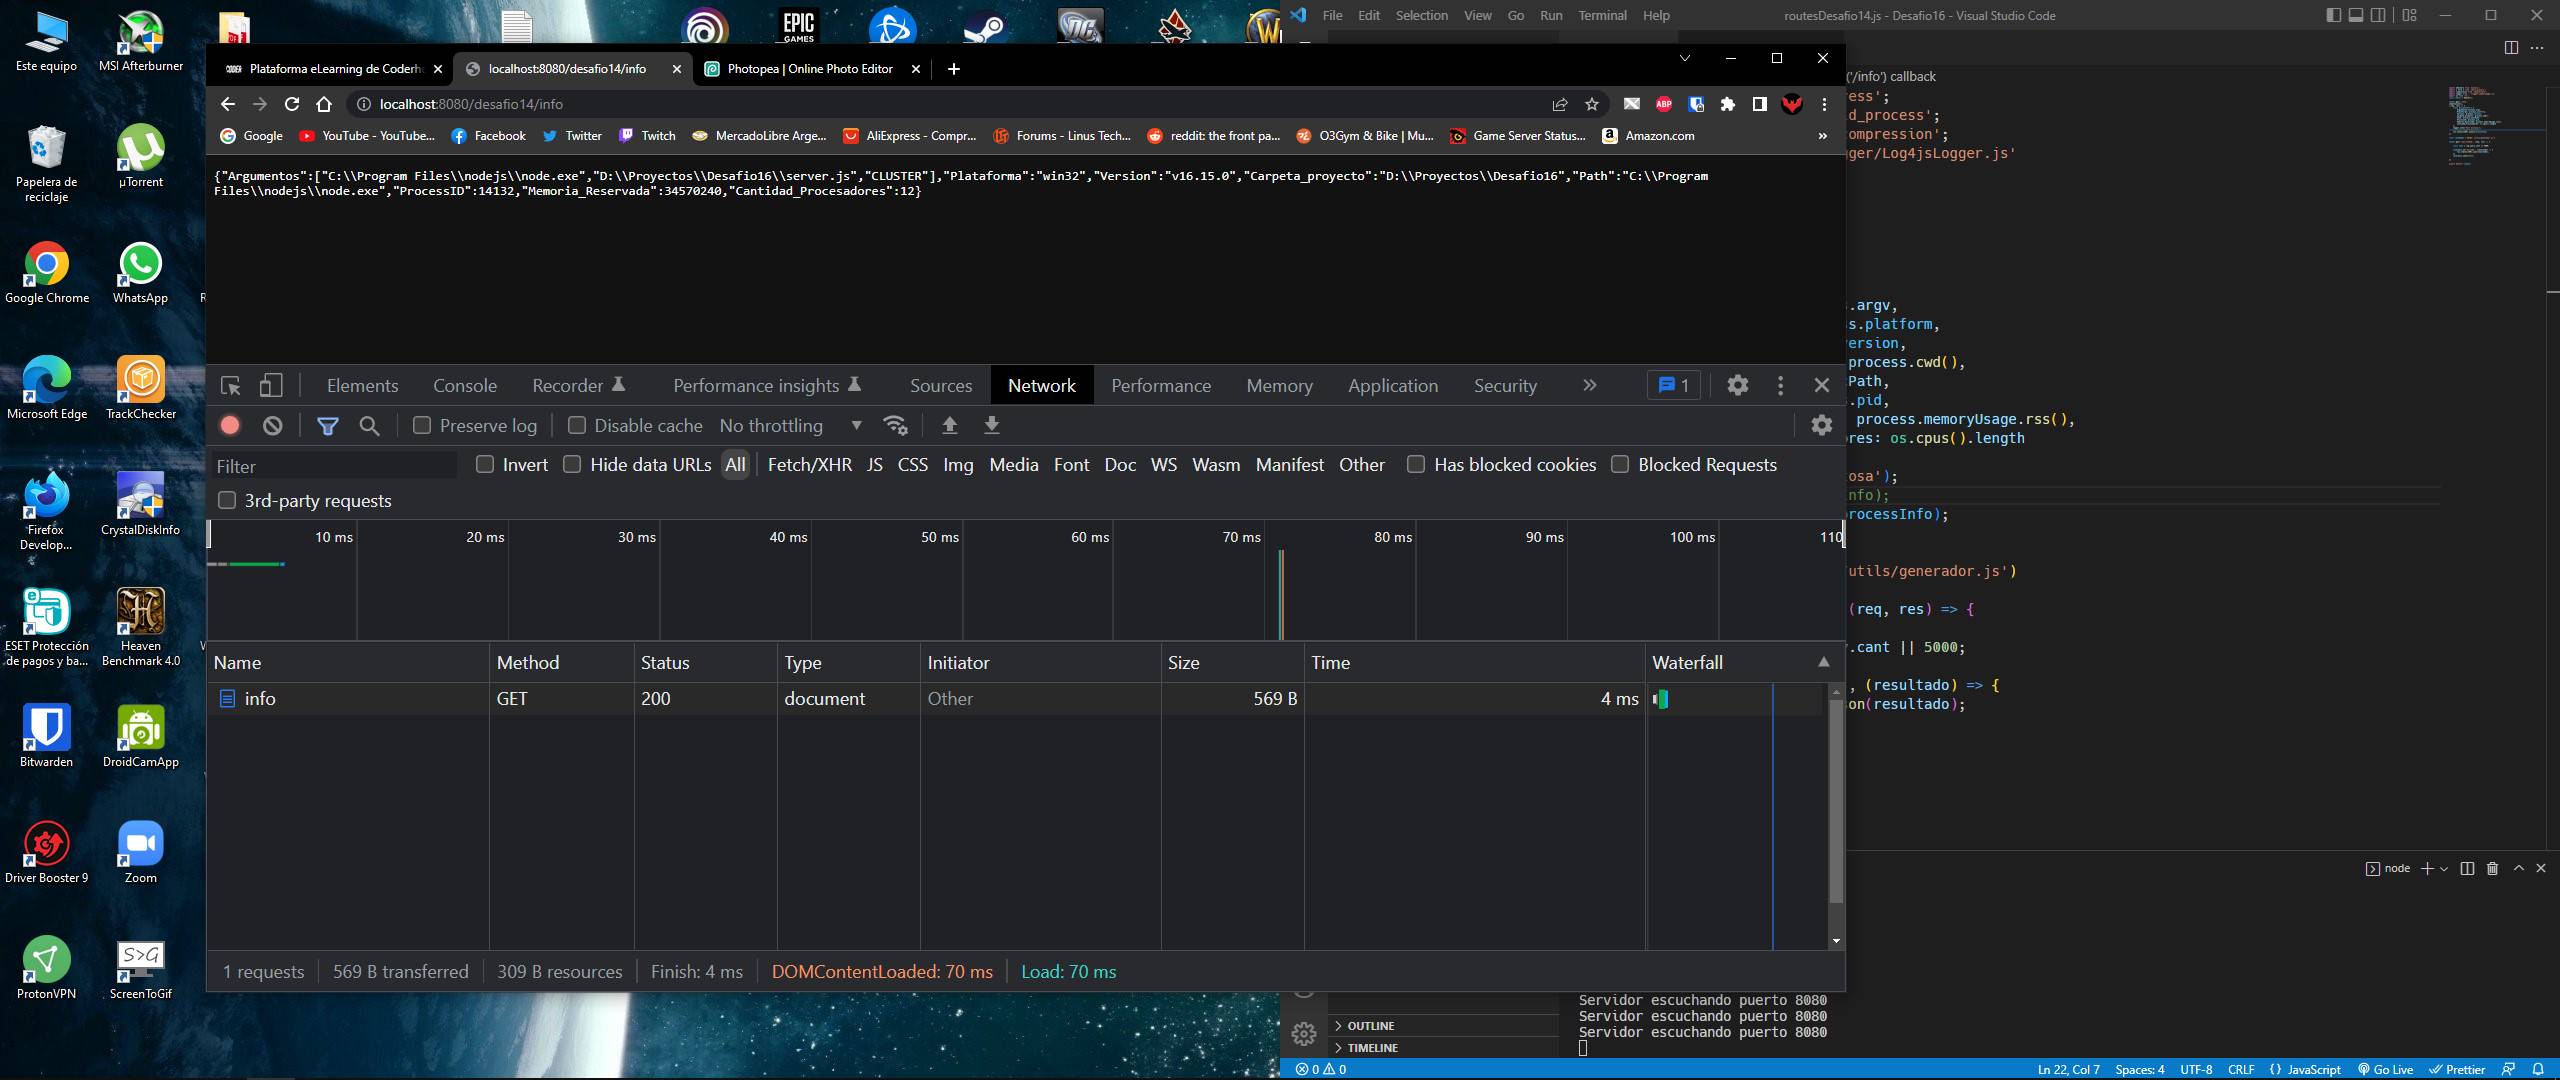 Este equipo
MSI Afterburner
Papelera de
reciclaje
µTorrent
Google Chrome
WhatsApp
Microsoft Edge
TrackChecker
Firefox
Develop...
CrystalDiskInfo
ESET Protección
de pagos y ba...
Heaven
Benchmark 4.0
Bitwarden
DroidCamApp
Driver Booster 9
Zoom
ProtonVPN
S>G
ScreenToGif
EPIC
GAMES
Plataforma eLearning de Coderh
localhost:8080/desafio14/info
Photopea | Online Photo Editor
localhost:8080/desafio14/info
ABP
Google
YouTube - YouTube...
Facebook
Twitter
Twitch
MercadoLibre Arge...
AliExpress - Compr...
Forums - Linus Tech...
reddit: the front pa...
O3Gym & Bike | Mu...
Game Server Status...
Amazon.com
»
{"Argumentos":["C:\\Program Files\\nodejs\\node.exe","D:\\Proyectos\\Desafio16\\server.js","CLUSTER"],"Plataforma":"win32","Version":"v16.15.0","Carpeta_proyecto":"D:\\Proyectos\\Desafio16","Path":"C:\\Program
Files\\nodejs\\node.exe","ProcessID":14132,"Memoria_Reservada":34570240,"Cantidad_Procesadores":12}
Elements Console Recorder Performance insights Sources Network Performance Memory Application Security » 1
Preserve log Disable cache No throttling
Filter Invert Hide data URLs All Fetch/XHR JS CSS Img Media Font Doc WS Wasm Manifest Other Has blocked cookies Blocked Requests
3rd-party requests
10 ms 20 ms 30 ms 40 ms 50 ms 60 ms 70 ms 80 ms 90 ms 100 ms 110
Name Method Status Type Initiator Size Time Waterfall
info GET 200 document Other 569 B 4 ms
1 requests 569 B transferred 309 B resources Finish: 4 ms DOMContentLoaded: 70 ms Load: 70 ms
File Edit Selection View Go Run Terminal Help
routesDesafio14.js - Desafio16 - Visual Studio Code
('/info') callback
ess';
d_process';
compression';
ger/Log4jsLogger.js'
.argv,
s.platform,
ersion,
process.cwd(),
Path,
.pid,
process.memoryUsage.rss(),
res: os.cpus().length
osa');
nfo);
rocessInfo);
utils/generador.js')
(req, res) => {
.cant || 5000;
, (resultado) => {
on(resultado);
node
Servidor escuchando puerto 8080
Servidor escuchando puerto 8080
Servidor escuchando puerto 8080
OUTLINE
TIMELINE
0 0
Ln 22, Col 7 Spaces: 4 UTF-8 CRLF {} JavaScript Go Live Prettier